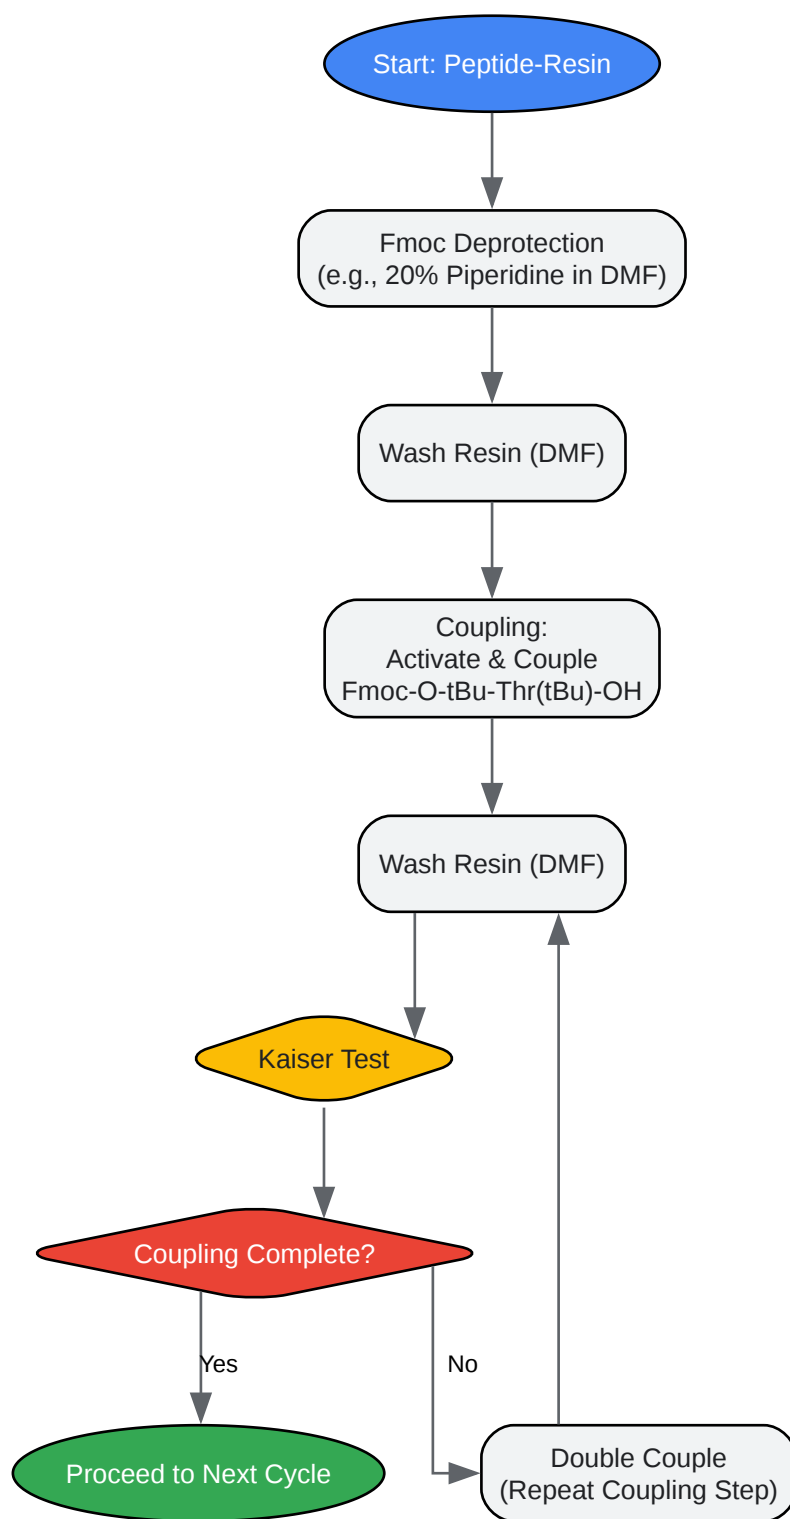 Start: Peptide-Resin
Fmoc Deprotection
(e.g., 20% Piperidine in DMF)
Wash Resin (DMF)
Coupling:
Activate & Couple
Fmoc-O-tBu-Thr(tBu)-OH
Wash Resin (DMF)
Kaiser Test
Coupling Complete?
Yes
No
Proceed to Next Cycle
Double Couple
(Repeat Coupling Step)